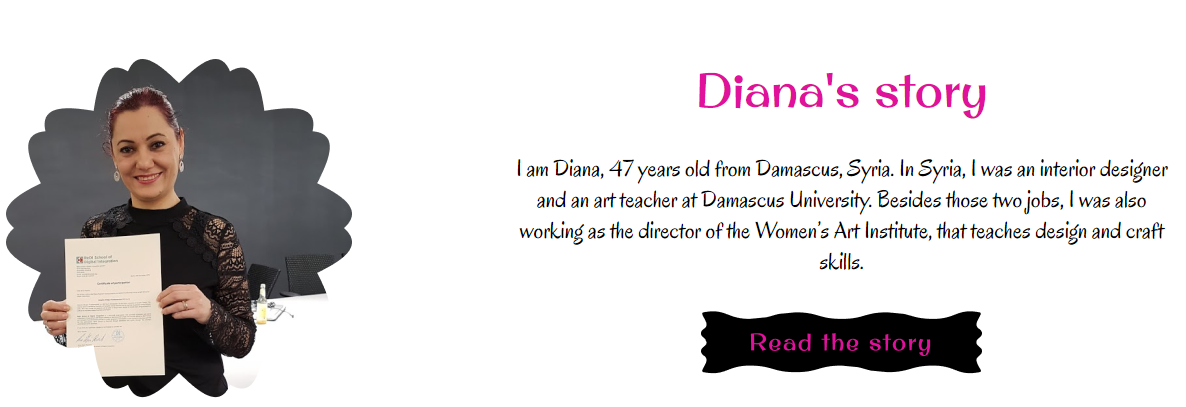 Diana's story
I am Diana, 47 years old from Damascus, Syria. In Syria, I was an interior designer
and an art teacher at Damascus University. Besides those two jobs, I was also
working as the director of the Women’s Art Institute, that teaches design and craft
skills.
Read the story